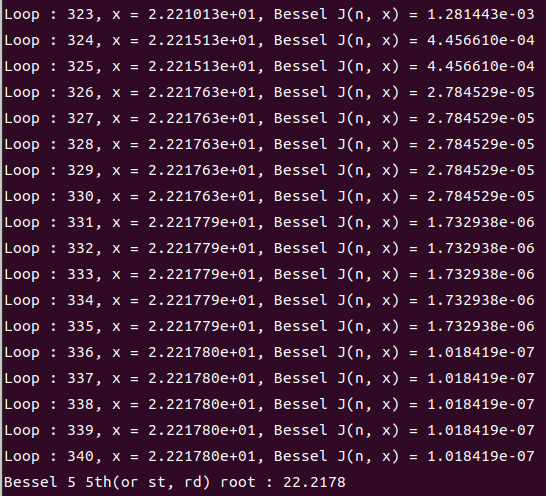 Loop : 323, x = 2.221013e+01, Bessel J(n, x) = 1.281443e-03
Loop : 324, x = 2.221513e+01, Bessel J(n, x) = 4.456610e-04
Loop : 325, x = 2.221513e+01, Bessel J(n, x) = 4.456610e-04
Loop : 326, x = 2.221763e+01, Bessel J(n, x) = 2.784529e-05
Loop : 327, x = 2.221763e+01, Bessel J(n, x) = 2.784529e-05
Loop : 328, x = 2.221763e+01, Bessel J(n, x) = 2.784529e-05
Loop : 329, x = 2.221763e+01, Bessel J(n, x) = 2.784529e-05
Loop : 330, x = 2.221763e+01, Bessel J(n, x) = 2.784529e-05
Loop : 331, x = 2.221779e+01, Bessel J(n, x) = 1.732938e-06
Loop : 332, x = 2.221779e+01, Bessel J(n, x) = 1.732938e-06
Loop : 333, x = 2.221779e+01, Bessel J(n, x) = 1.732938e-06
Loop : 334, x = 2.221779e+01, Bessel J(n, x) = 1.732938e-06
Loop : 335, x = 2.221779e+01, Bessel J(n, x) = 1.732938e-06
Loop : 336, x = 2.221780e+01, Bessel J(n, x) = 1.018419e-07
Loop : 337, x = 2.221780e+01, Bessel J(n, x) = 1.018419e-07
Loop : 338, x = 2.221780e+01, Bessel J(n, x) = 1.018419e-07
Loop : 339, x = 2.221780e+01, Bessel J(n, x) = 1.018419e-07
Loop : 340, x = 2.221780e+01, Bessel J(n, x) = 1.018419e-07
Bessel 5 5th(or st, rd) root : 22.2178